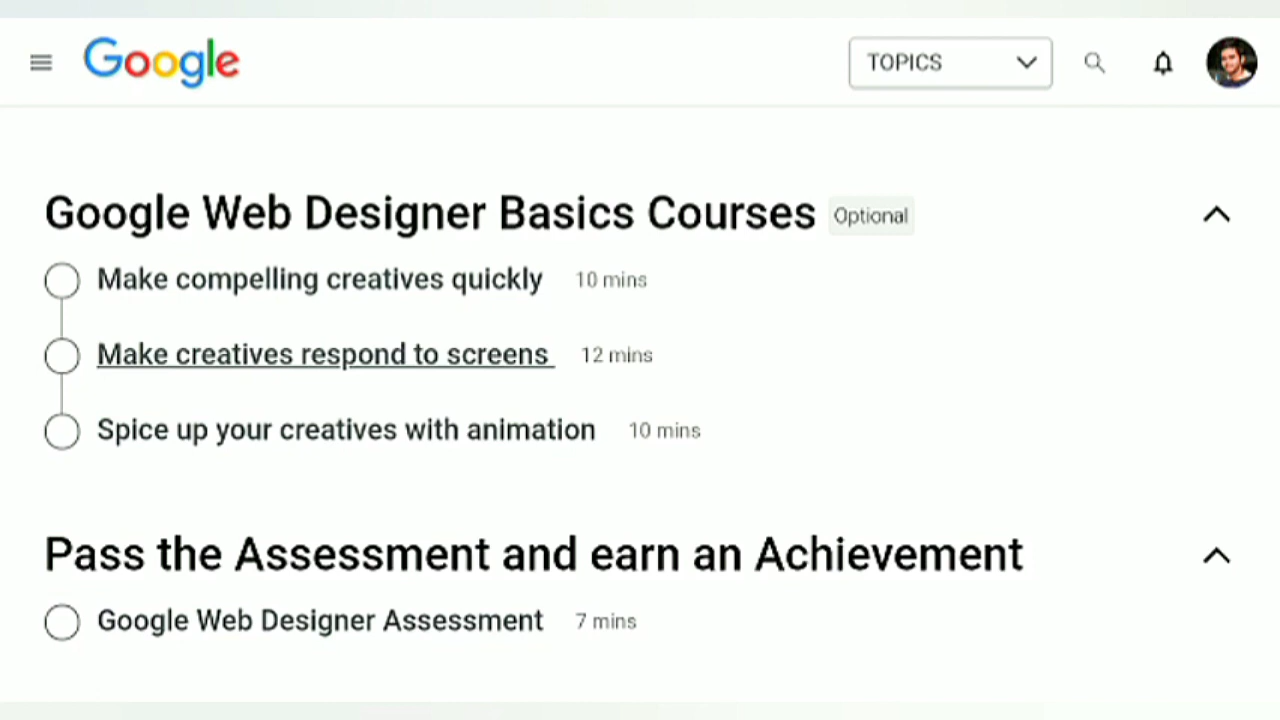 Google
TOPICS
Google Web Designer Basics Courses Optional
Make compelling creatives quickly 10 mins
Make creatives respond to screens 12 mins
Spice up your creatives with animation 10 mins
Pass the Assessment and earn an Achievement
Google Web Designer Assessment 7 mins